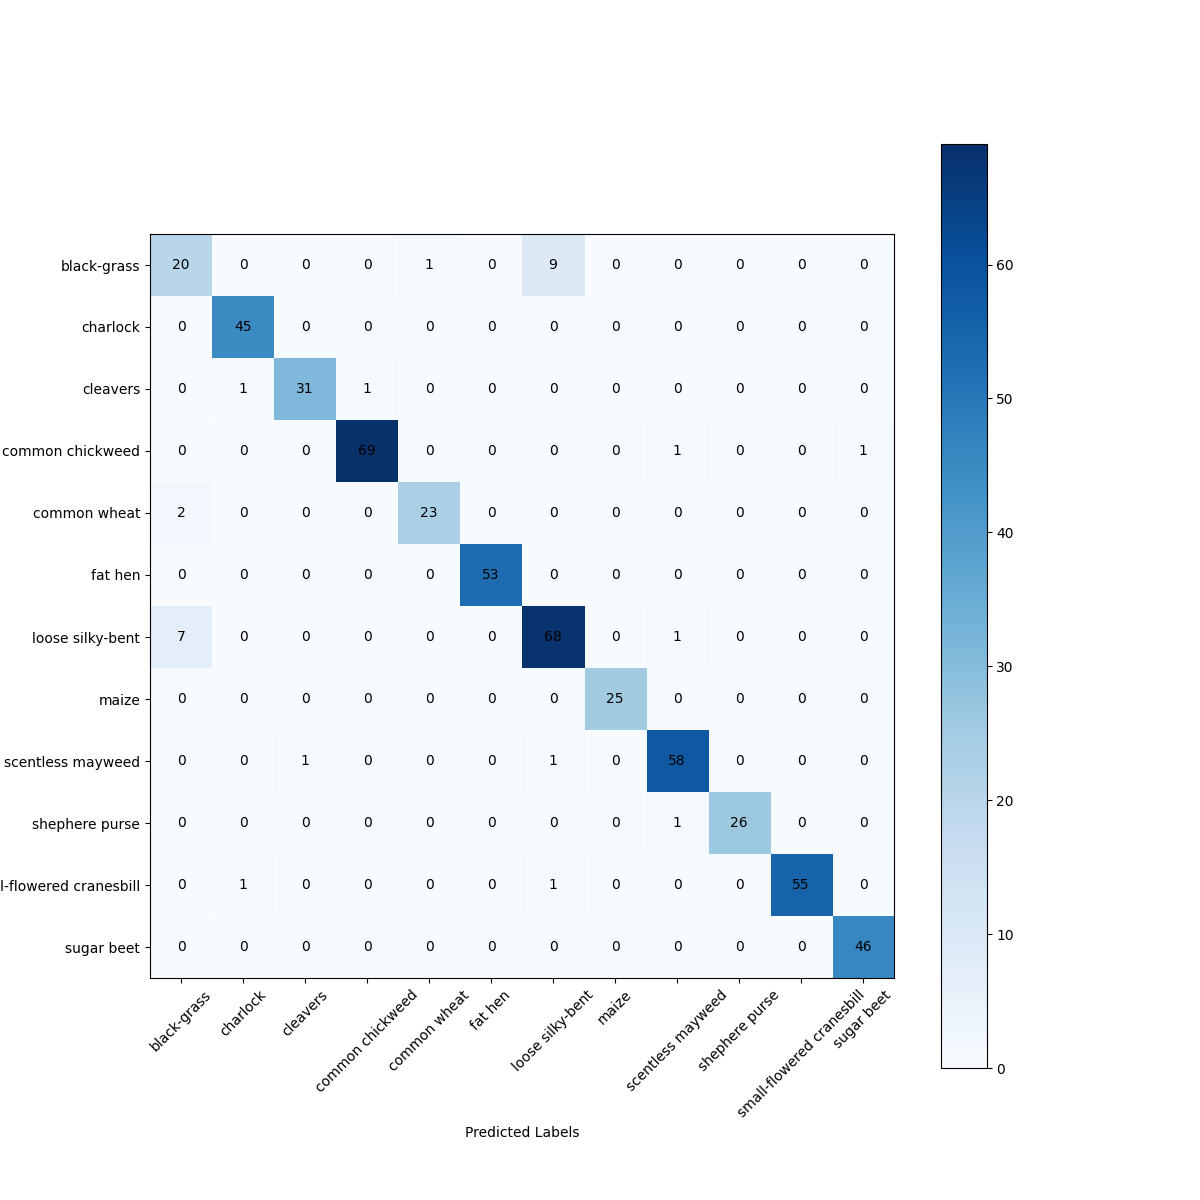 black-grass 20 0 0 0 1 0 9 0 0 0 0 0
charlock 0 45 0 0 0 0 0 0 0 0 0 0
cleavers 0 1 31 1 0 0 0 0 0 0 0 0
common chickweed 0 0 0 69 0 0 0 0 1 0 0 1
common wheat 2 0 0 0 23 0 0 0 0 0 0 0
fat hen 0 0 0 0 0 53 0 0 0 0 0 0
loose silky-bent 7 0 0 0 0 0 68 0 1 0 0 0
maize 0 0 0 0 0 0 0 25 0 0 0 0
scentless mayweed 0 0 1 0 0 0 1 0 58 0 0 0
shephere purse 0 0 0 0 0 0 0 0 1 26 0 0
l-flowered cranesbill 0 1 0 0 0 0 1 0 0 0 55 0
sugar beet 0 0 0 0 0 0 0 0 0 0 0 46
black-grass
charlock
cleavers
common chickweed
common wheat
fat hen
loose silky-bent
maize
scentless mayweed
shephere purse
small-flowered cranesbill
sugar beet
Predicted Labels
60
50
40
30
20
10
0